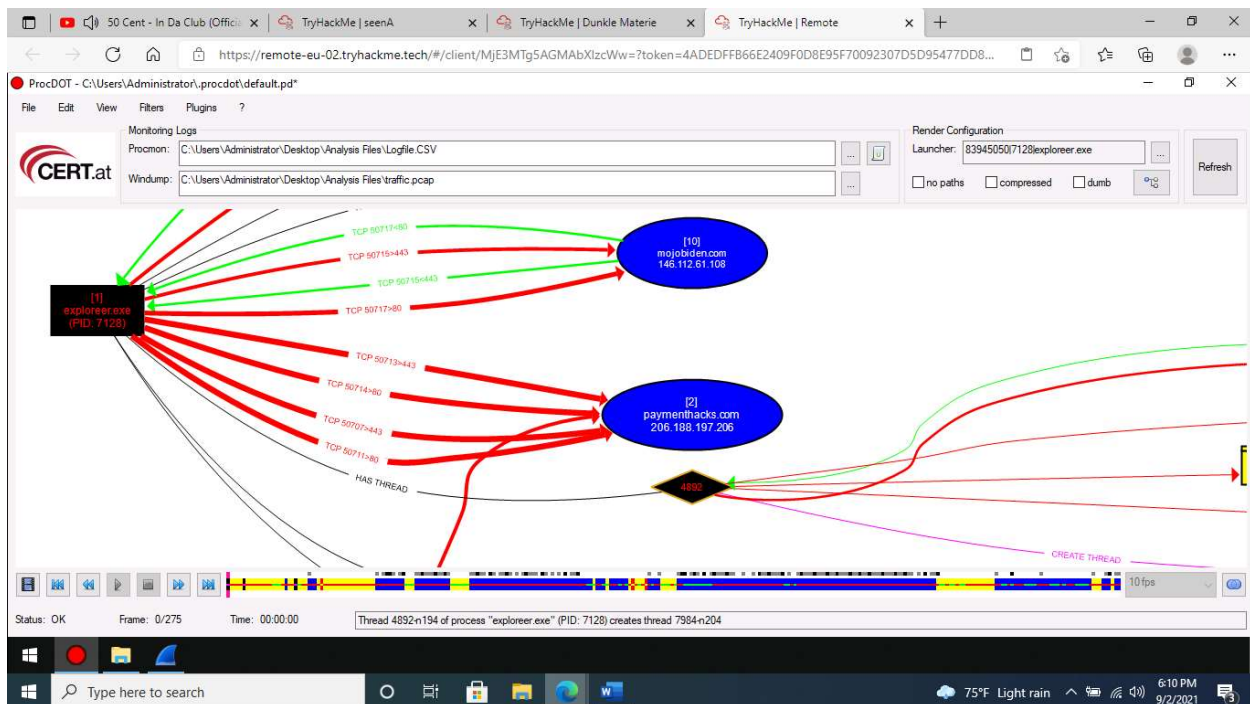 50 Cent - In Da Club (Officia
TryHackMe | seenA
TryHackMe | Dunkle Materie
TryHackMe | Remote
https://remote-eu-02.tryhackme.tech/#/client/MjE3MTg5AGMAbXlzcWw=?token=4ADEDFFB66E2409F0D8E95F70092307D5D95477DD8...
ProcDOT - C:\Users\Administrator\.procdot\default.pd*
File Edit View Filters Plugins ?
Monitoring Logs
Render Configuration
CERT.at
Procmon: C:\Users\Administrator\Desktop\Analysis Files\Logfile.CSV ...
Launcher: 83945050|7128|exploreer.exe ...
Windump: C:\Users\Administrator\Desktop\Analysis Files\traffic.pcap ...
no paths compressed dumb
Refresh
TCP 50717<80
TCP 50715>443
TCP 50715<443
TCP 50717>80
[10]
mojobiden.com
146.112.61.108
[1]
exploreer.exe
(PID: 7128)
TCP 50713>443
TCP 50714>80
TCP 50707>443
TCP 50711>80
[2]
paymenthacks.com
206.188.197.206
HAS THREAD
4892
CREATE THREAD
10 fps
Status: OK Frame: 0/275 Time: 00:00:00 Thread 4892-n194 of process "exploreer.exe" (PID: 7128) creates thread 7984-n204
Type here to search
75°F Light rain
6:10 PM
9/2/2021
3